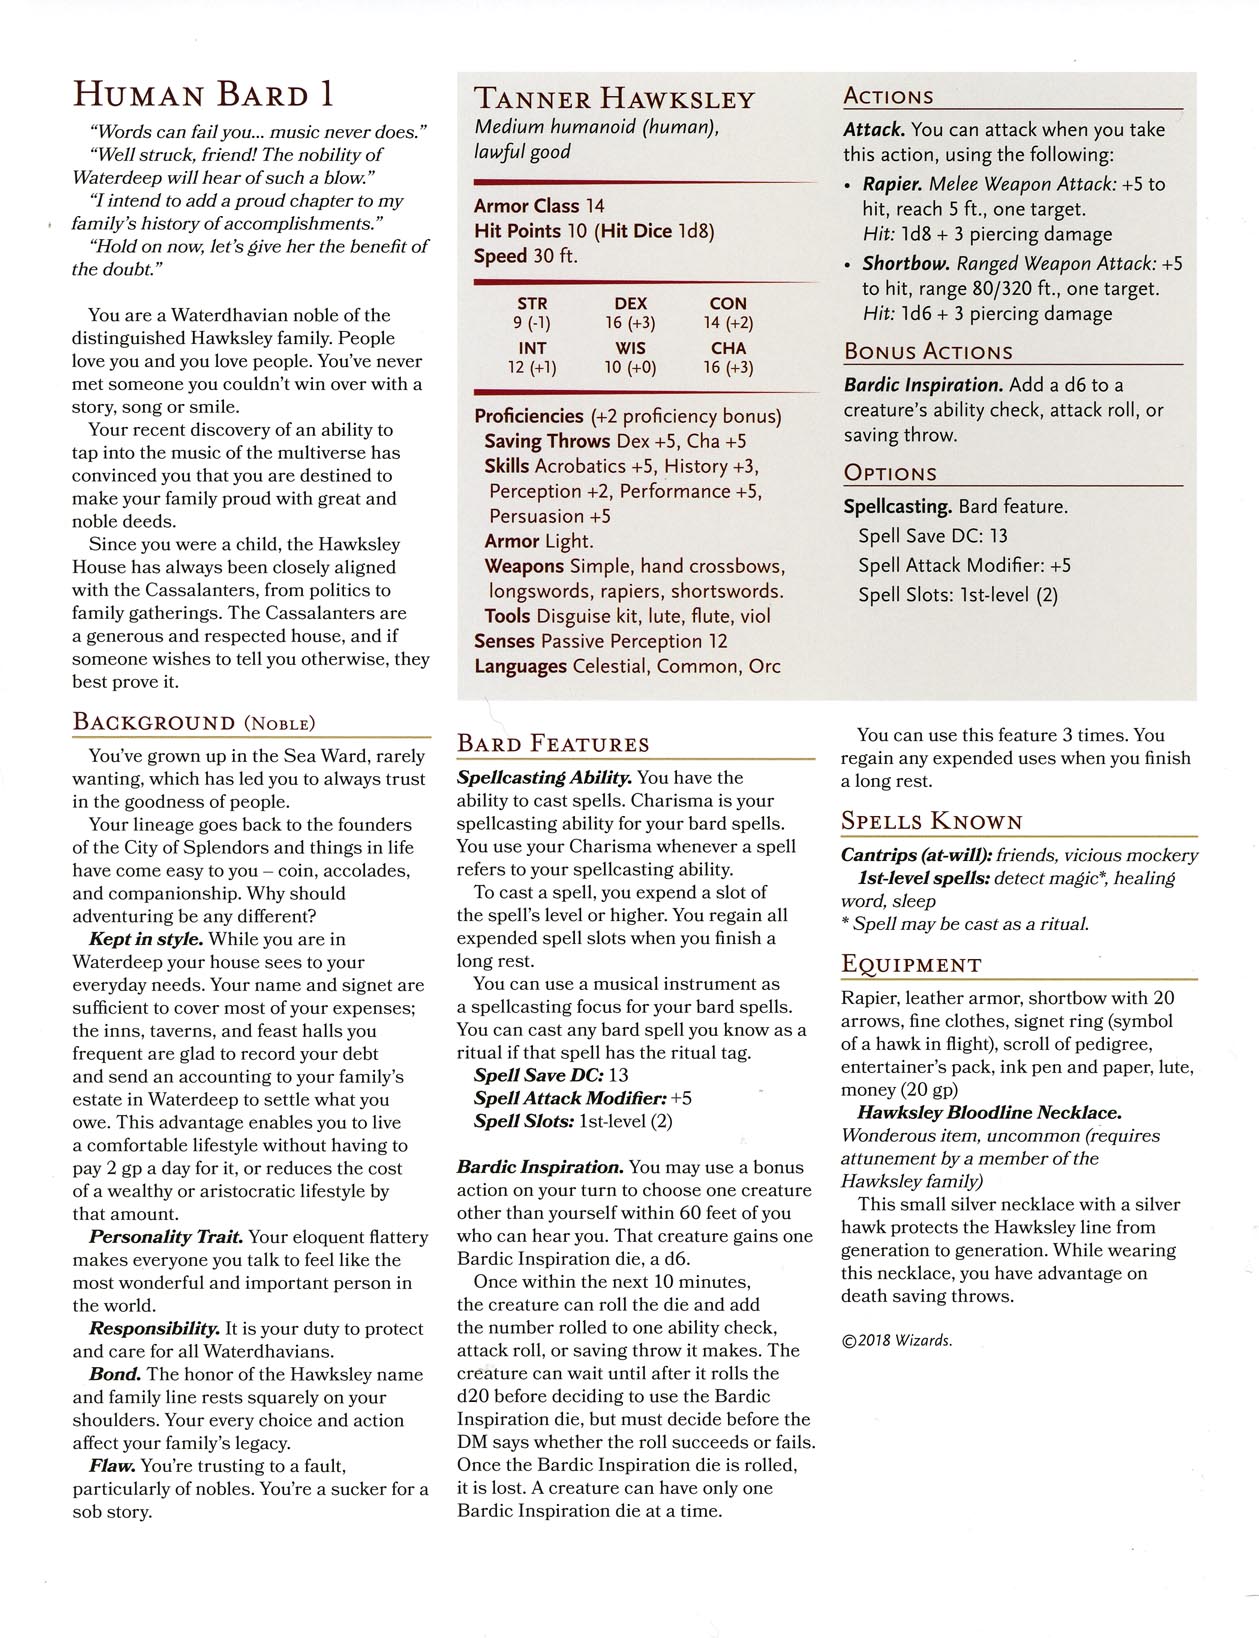 HUMAN BARD 1
“Words can fail you... music never does.”
“Well struck, friend! The nobility of
Waterdeep will hear of such a blow.”
“I intend to add a proud chapter to my
family’s history of accomplishments.”
“Hold on now, let’s give her the benefit of
the doubt.”
You are a Waterdhavian noble of the
distinguished Hawksley family. People
love you and you love people. You’ve never
met someone you couldn’t win over with a
story, song or smile.
Your recent discovery of an ability to
tap into the music of the multiverse has
convinced you that you are destined to
make your family proud with great and
noble deeds.
Since you were a child, the Hawksley
House has always been closely aligned
with the Cassalanters, from politics to
family gatherings. The Cassalanters are
a generous and respected house, and if
someone wishes to tell you otherwise, they
best prove it.
BACKGROUND (NOBLE)
You’ve grown up in the Sea Ward, rarely
wanting, which has led you to always trust
in the goodness of people.
Your lineage goes back to the founders
of the City of Splendors and things in life
have come easy to you – coin, accolades,
and companionship. Why should
adventuring be any different?
Kept in style. While you are in
Waterdeep your house sees to your
everyday needs. Your name and signet are
sufficient to cover most of your expenses;
the inns, taverns, and feast halls you
frequent are glad to record your debt
and send an accounting to your family’s
estate in Waterdeep to settle what you
owe. This advantage enables you to live
a comfortable lifestyle without having to
pay 2 gp a day for it, or reduces the cost
of a wealthy or aristocratic lifestyle by
that amount.
Personality Trait. Your eloquent flattery
makes everyone you talk to feel like the
most wonderful and important person in
the world.
Responsibility. It is your duty to protect
and care for all Waterdhavians.
Bond. The honor of the Hawksley name
and family line rests squarely on your
shoulders. Your every choice and action
affect your family’s legacy.
Flaw. You’re trusting to a fault,
particularly of nobles. You’re a sucker for a
sob story.
TANNER HAWKSLEY
Medium humanoid (human),
lawful good
Armor Class 14
Hit Points 10 (Hit Dice 1d8)
Speed 30 ft.
STR DEX CON
9 (-1) 16 (+3) 14 (+2)
INT WIS CHA
12 (+1) 10 (+0) 16 (+3)
Proficiencies (+2 proficiency bonus)
Saving Throws Dex +5, Cha +5
Skills Acrobatics +5, History +3,
Perception +2, Performance +5,
Persuasion +5
Armor Light.
Weapons Simple, hand crossbows,
longswords, rapiers, shortswords.
Tools Disguise kit, lute, flute, viol
Senses Passive Perception 12
Languages Celestial, Common, Orc
ACTIONS
Attack. You can attack when you take
this action, using the following:
• Rapier. Melee Weapon Attack: +5 to
hit, reach 5 ft., one target.
Hit: 1d8 + 3 piercing damage
• Shortbow. Ranged Weapon Attack: +5
to hit, range 80/320 ft., one target.
Hit: 1d6 + 3 piercing damage
BONUS ACTIONS
Bardic Inspiration. Add a d6 to a
creature’s ability check, attack roll, or
saving throw.
OPTIONS
Spellcasting. Bard feature.
Spell Save DC: 13
Spell Attack Modifier: +5
Spell Slots: 1st-level (2)
BARD FEATURES
Spellcasting Ability. You have the
ability to cast spells. Charisma is your
spellcasting ability for your bard spells.
You use your Charisma whenever a spell
refers to your spellcasting ability.
To cast a spell, you expend a slot of
the spell’s level or higher. You regain all
expended spell slots when you finish a
long rest.
You can use a musical instrument as
a spellcasting focus for your bard spells.
You can cast any bard spell you know as a
ritual if that spell has the ritual tag.
Spell Save DC: 13
Spell Attack Modifier: +5
Spell Slots: 1st-level (2)
Bardic Inspiration. You may use a bonus
action on your turn to choose one creature
other than yourself within 60 feet of you
who can hear you. That creature gains one
Bardic Inspiration die, a d6.
Once within the next 10 minutes,
the creature can roll the die and add
the number rolled to one ability check,
attack roll, or saving throw it makes. The
creature can wait until after it rolls the
d20 before deciding to use the Bardic
Inspiration die, but must decide before the
DM says whether the roll succeeds or fails.
Once the Bardic Inspiration die is rolled,
it is lost. A creature can have only one
Bardic Inspiration die at a time.
You can use this feature 3 times. You
regain any expended uses when you finish
a long rest.
SPELLS KNOWN
Cantrips (at-will): friends, vicious mockery
1st-level spells: detect magic*, healing
word, sleep
* Spell may be cast as a ritual.
EQUIPMENT
Rapier, leather armor, shortbow with 20
arrows, fine clothes, signet ring (symbol
of a hawk in flight), scroll of pedigree,
entertainer’s pack, ink pen and paper, lute,
money (20 gp)
Hawksley Bloodline Necklace.
Wonderous item, uncommon (requires
attunement by a member of the
Hawksley family)
This small silver necklace with a silver
hawk protects the Hawksley line from
generation to generation. While wearing
this necklace, you have advantage on
death saving throws.
©2018 Wizards.